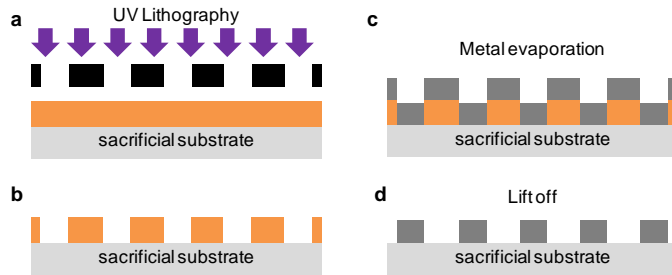 a
UV Lithography
sacrificial substrate
b
sacrificial substrate
c
Metal evaporation
sacrificial substrate
d
Lift off
sacrificial substrate